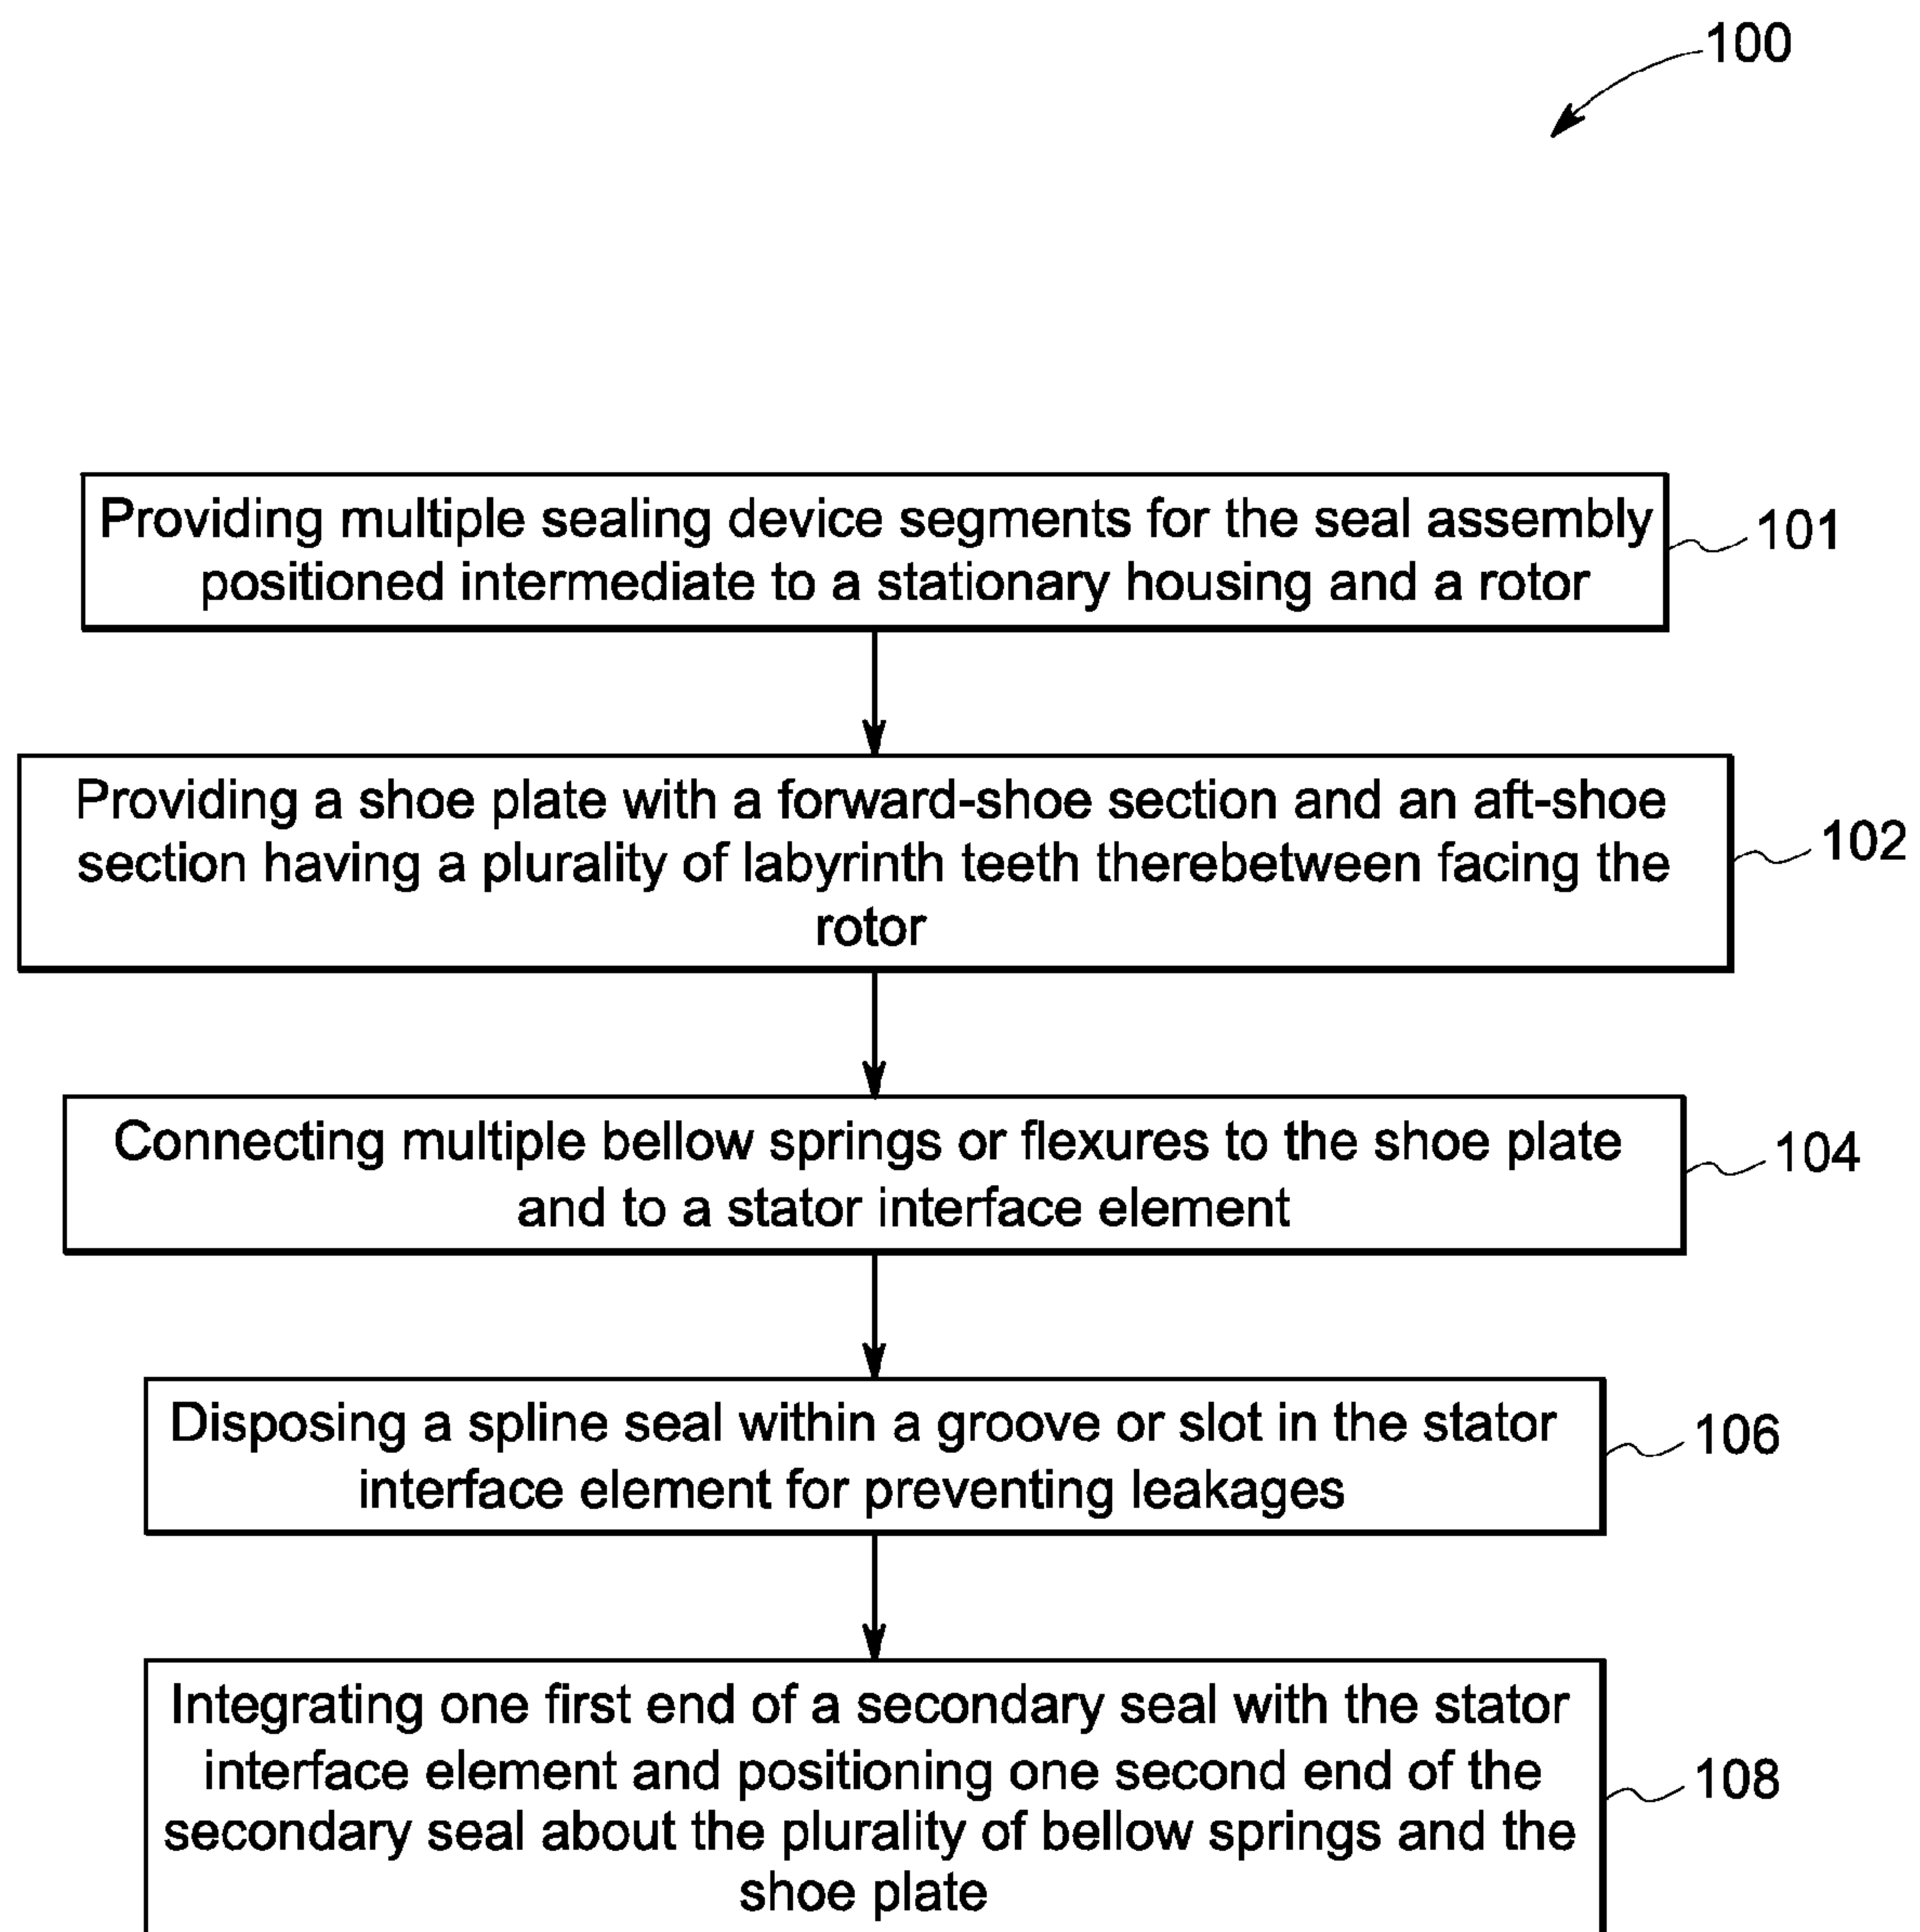 100
Providing multiple sealing device segments for the seal assembly
positioned intermediate to a stationary housing and a rotor
101
Providing a shoe plate with a forward-shoe section and an aft-shoe
section having a plurality of labyrinth teeth therebetween facing the
rotor
102
Connecting multiple bellow springs or flexures to the shoe plate
and to a stator interface element
104
Disposing a spline seal within a groove or slot in the stator
interface element for preventing leakages
106
Integrating one first end of a secondary seal with the stator
interface element and positioning one second end of the
secondary seal about the plurality of bellow springs and the
shoe plate
108